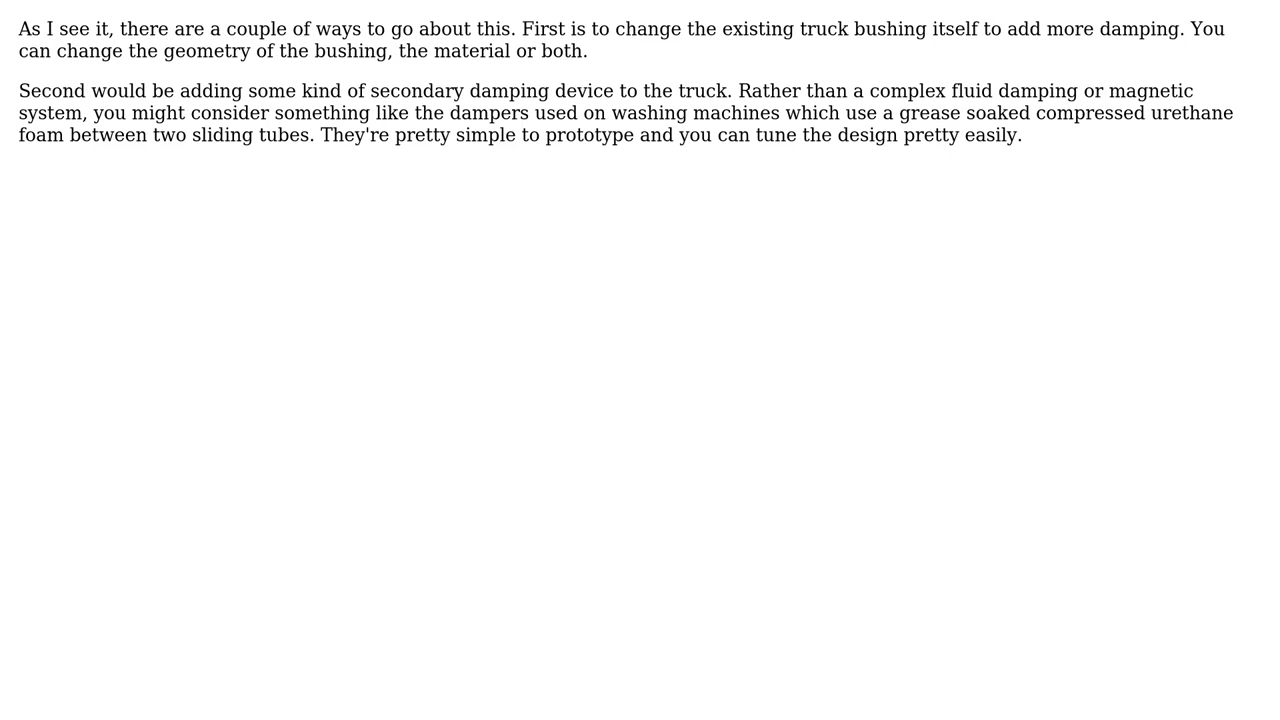 As I see it, there are a couple of ways to go about this. First is to change the existing truck bushing itself to add more damping. You
can change the geometry of the bushing, the material or both.
Second would be adding some kind of secondary damping device to the truck. Rather than a complex fluid damping or magnetic
system, you might consider something like the dampers used on washing machines which use a grease soaked compressed urethane
foam between two sliding tubes. They're pretty simple to prototype and you can tune the design pretty easily.